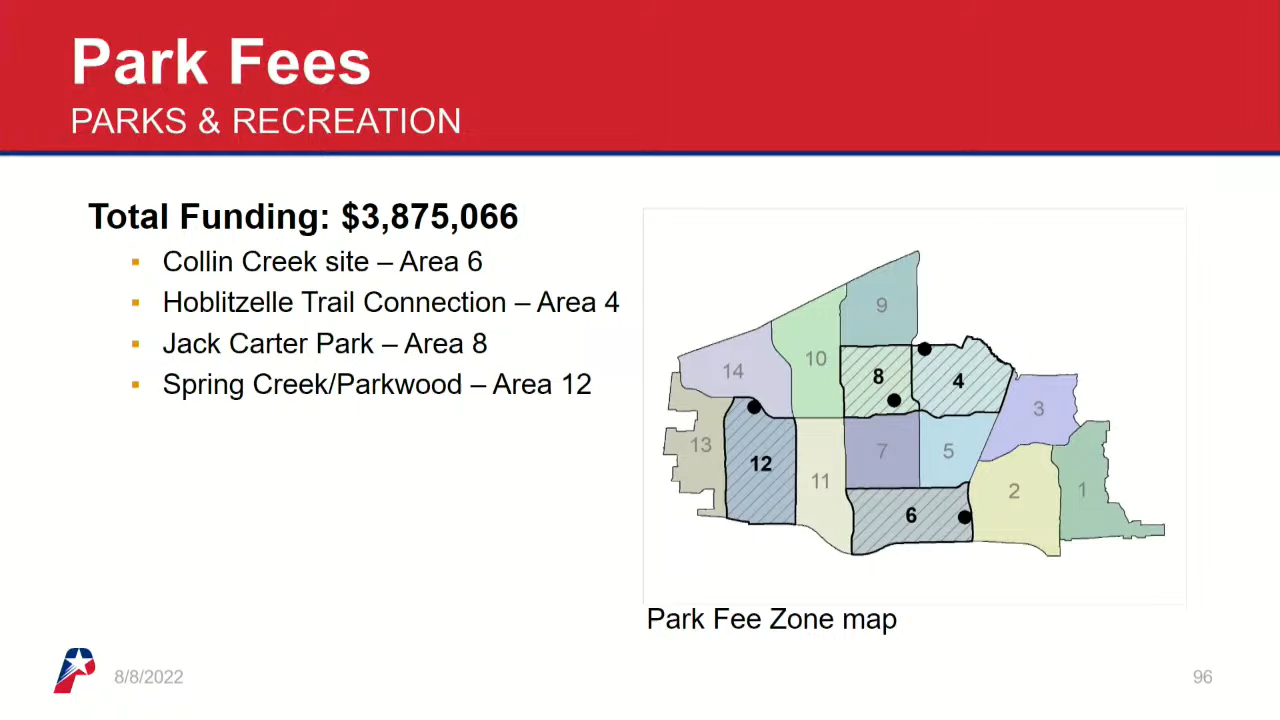 Park Fees
PARKS & RECREATION
Total Funding: $3,875,066
▪ Collin Creek site – Area 6
▪ Hoblitzelle Trail Connection – Area 4
▪ Jack Carter Park – Area 8
▪ Spring Creek/Parkwood – Area 12
9
10
14
8
4
3
13
12
11
7
5
2
1
6
Park Fee Zone map
8/8/2022
96